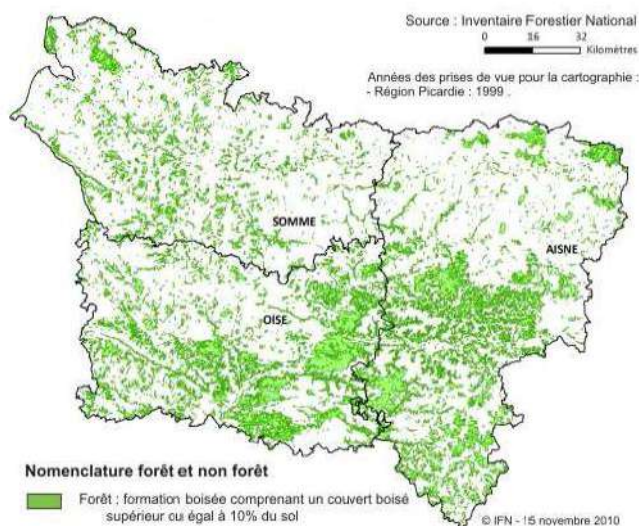 Source : Inventaire Forestier National
0 16 32
Kilomètres
Années des prises de vue pour la cartographie :
- Région Picardie : 1999 .
SOMME
AISNE
OISE
Nomenclature forêt et non forêt
Forêt ; formation boisée comprenant un couvert boisé
supérieur ou égal à 10% du sol
© IFN - 15 novembre 2010